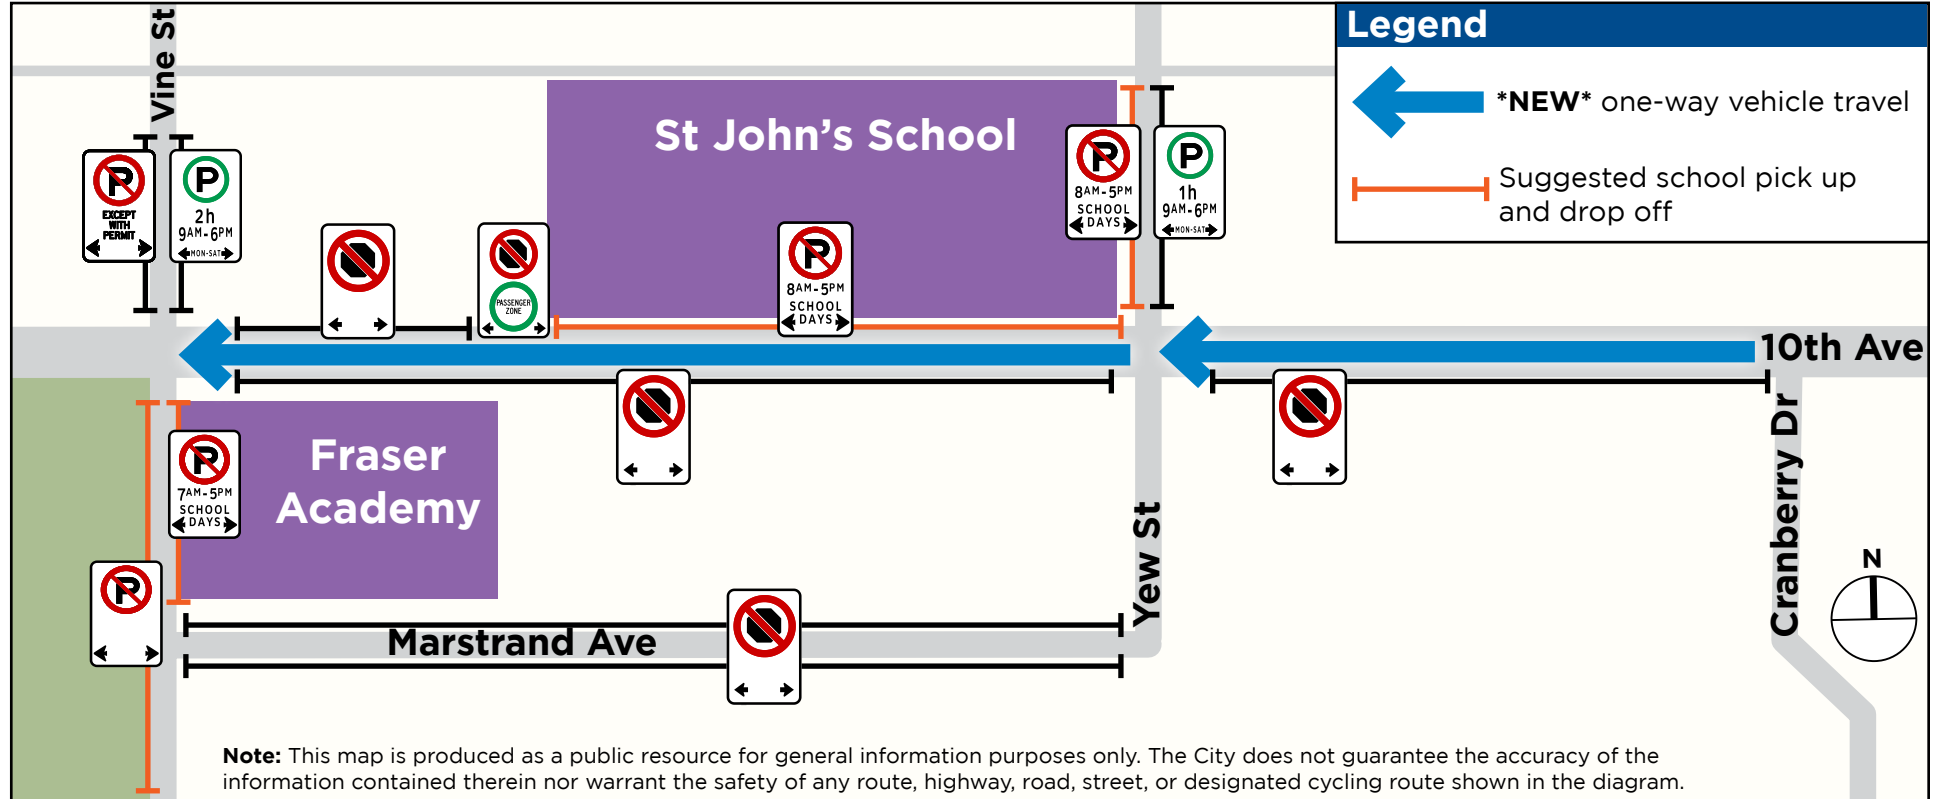 Vine St
Legend
*NEW* one-way vehicle travel
Suggested school pick up
and drop off
St John's School
P
EXCEPT
WITH
PERMIT
P
2h
9AM-6PM
MON-SAT
PASSENGER
ZONE
P
8AM-5PM
SCHOOL
DAYS
P
8AM-5PM
SCHOOL
DAYS
P
1h
9AM-6PM
MON-SAT
10th Ave
Fraser
Academy
P
7AM-5PM
SCHOOL
DAYS
P
Marstrand Ave
Yew St
Cranberry Dr
N
Note: This map is produced as a public resource for general information purposes only. The City does not guarantee the accuracy of the
information contained therein nor warrant the safety of any route, highway, road, street, or designated cycling route shown in the diagram.